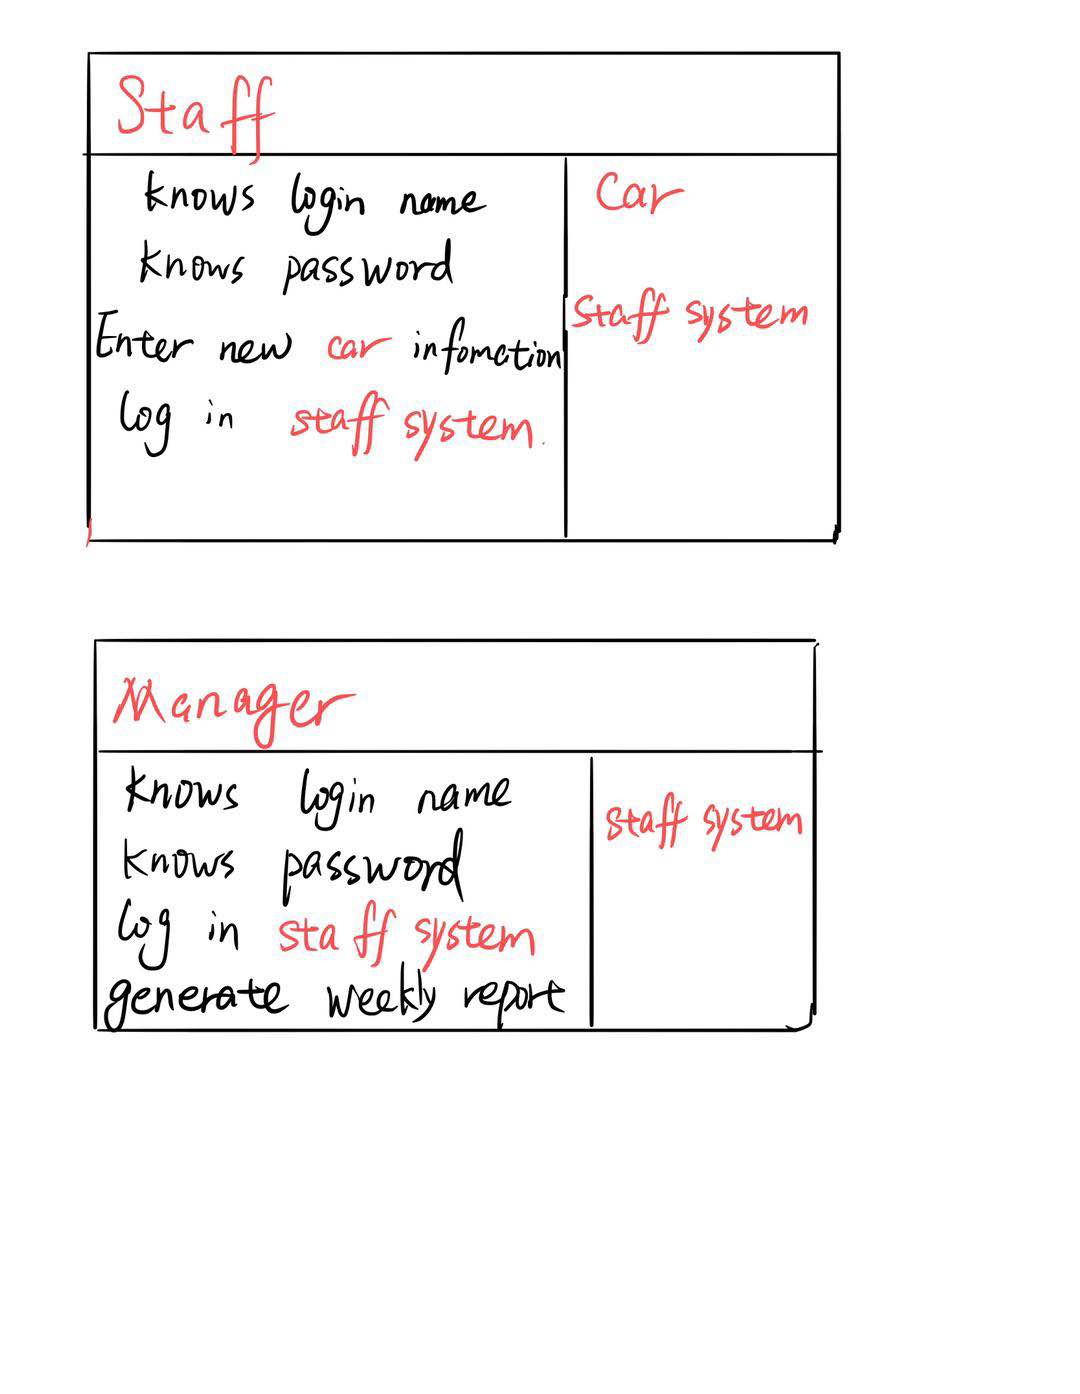 Staff
knows login name
knows password
Enter new car infomction
log in staff system.
Car
Staff system
Manager
knows login name
knows password
log in staff system
generate weekly report
staff system